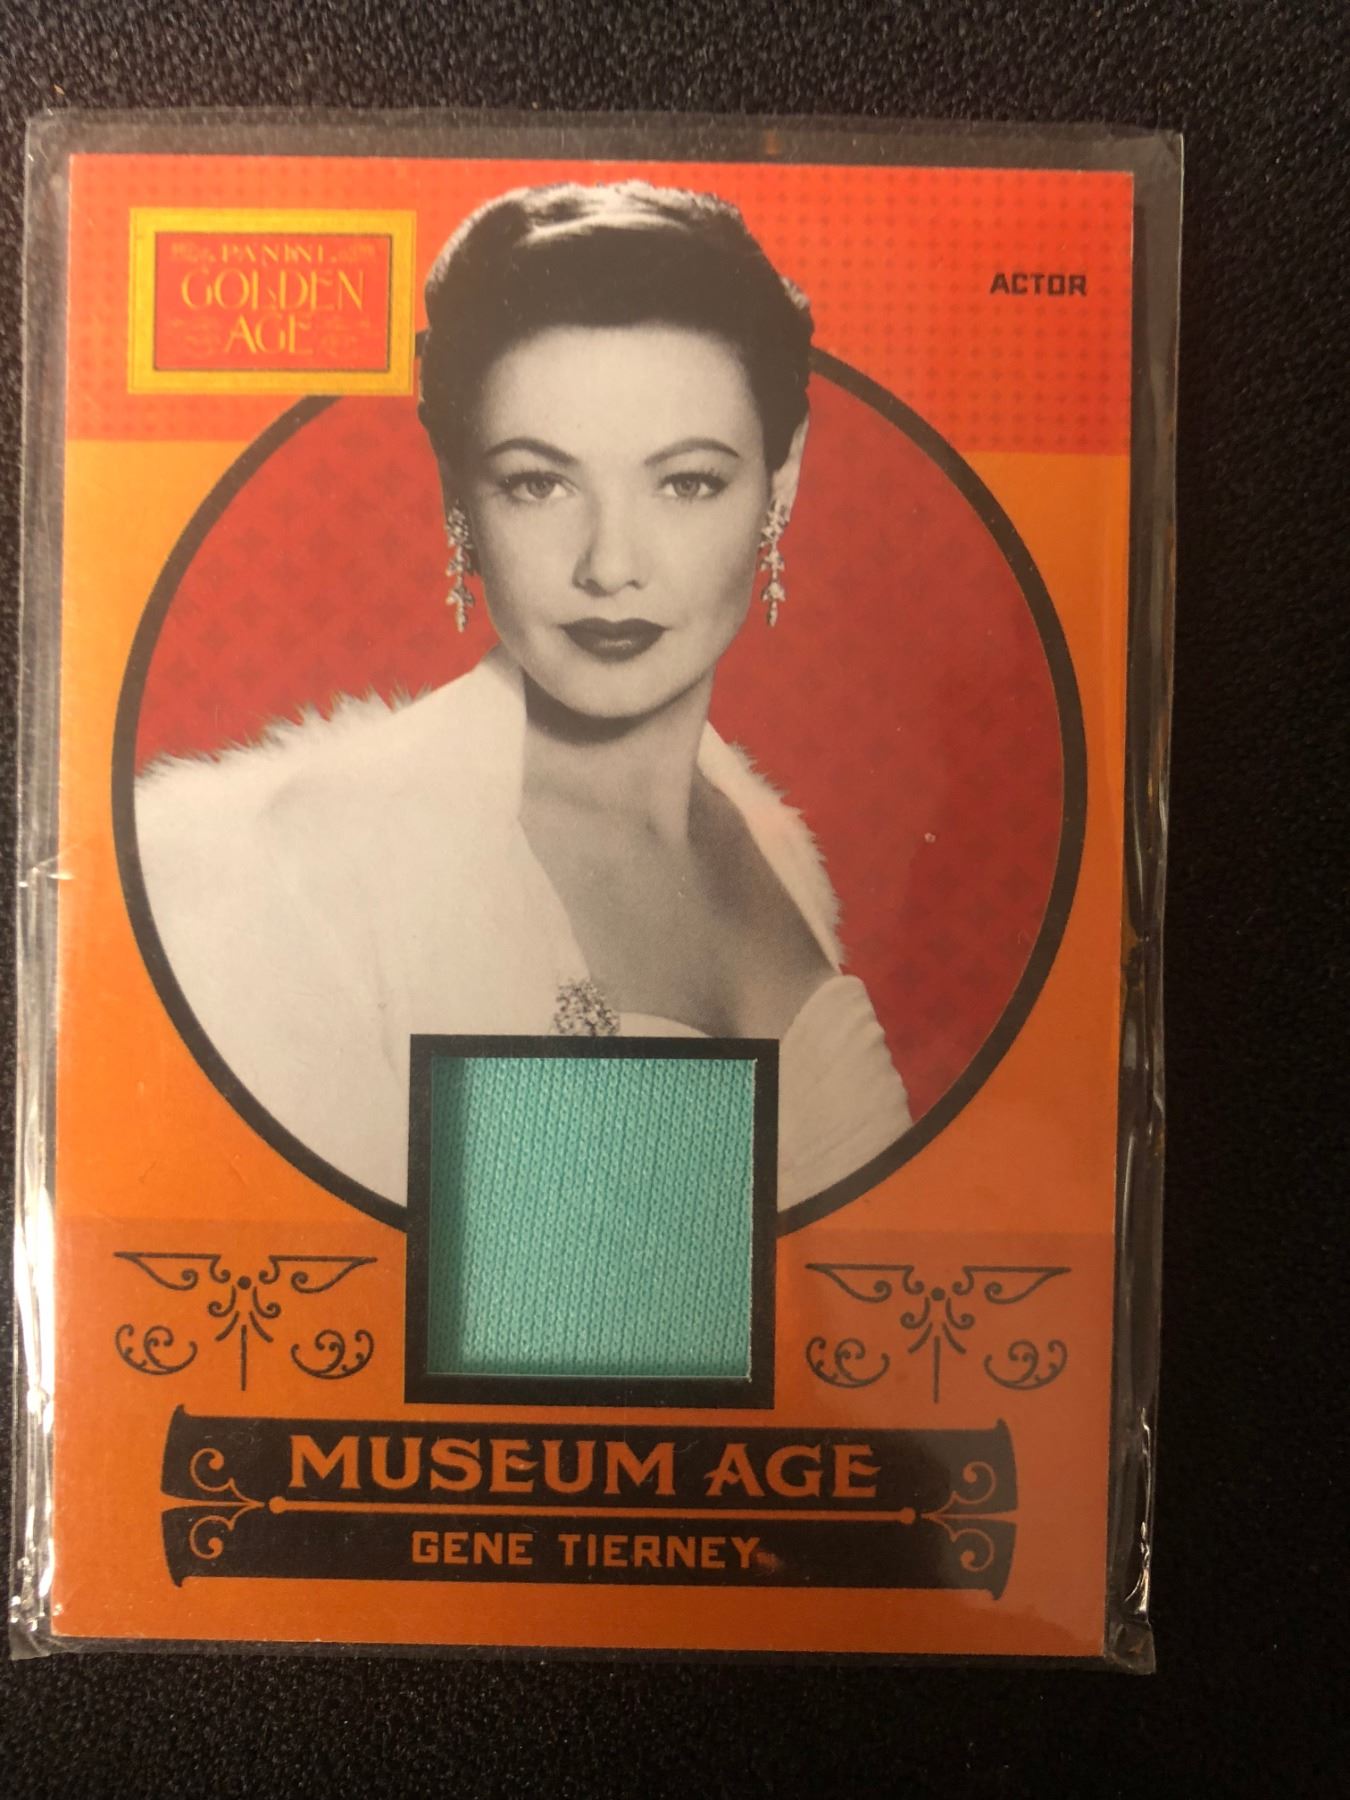 PANINI
GOLDEN
AGE
ACTOR
MUSEUM AGE
GENE TIERNEY